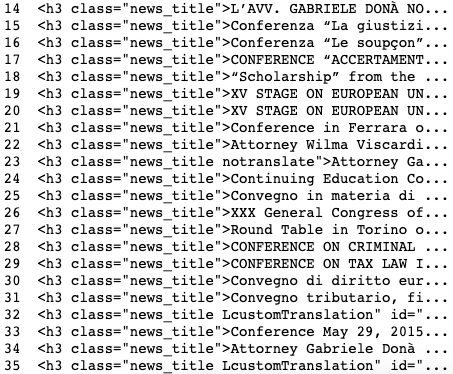 14 <h3 class="news_title">L’AVV. GABRIELE DONÀ NO...
15 <h3 class="news_title">Conferenza “La giustizi...
16 <h3 class="news_title">Conferenza “Le soupçon”...
17 <h3 class="news_title">CONFERENCE “ACCERTAMENT...
18 <h3 class="news_title">“Scholarship” from the ...
19 <h3 class="news_title">XV STAGE ON EUROPEAN UN...
20 <h3 class="news_title">XV STAGE ON EUROPEAN UN...
21 <h3 class="news_title">Conference in Ferrara o...
22 <h3 class="news_title">Attorney Wilma Viscardi...
23 <h3 class="news_title notranslate">Attorney Ga...
24 <h3 class="news_title">Continuing Education Co...
25 <h3 class="news_title">Convegno in materia di ...
26 <h3 class="news_title">XXX General Congress of...
27 <h3 class="news_title">Round Table in Torino o...
28 <h3 class="news_title">CONFERENCE ON CRIMINAL ...
29 <h3 class="news_title">CONFERENCE ON TAX LAW I...
30 <h3 class="news_title">Convegno di diritto eur...
31 <h3 class="news_title">Convegno tributario, fi...
32 <h3 class="news_title LcustomTranslation" id="...
33 <h3 class="news_title">Conference May 29, 2015...
34 <h3 class="news_title">Attorney Gabriele Donà ...
35 <h3 class="news_title LcustomTranslation" id="...